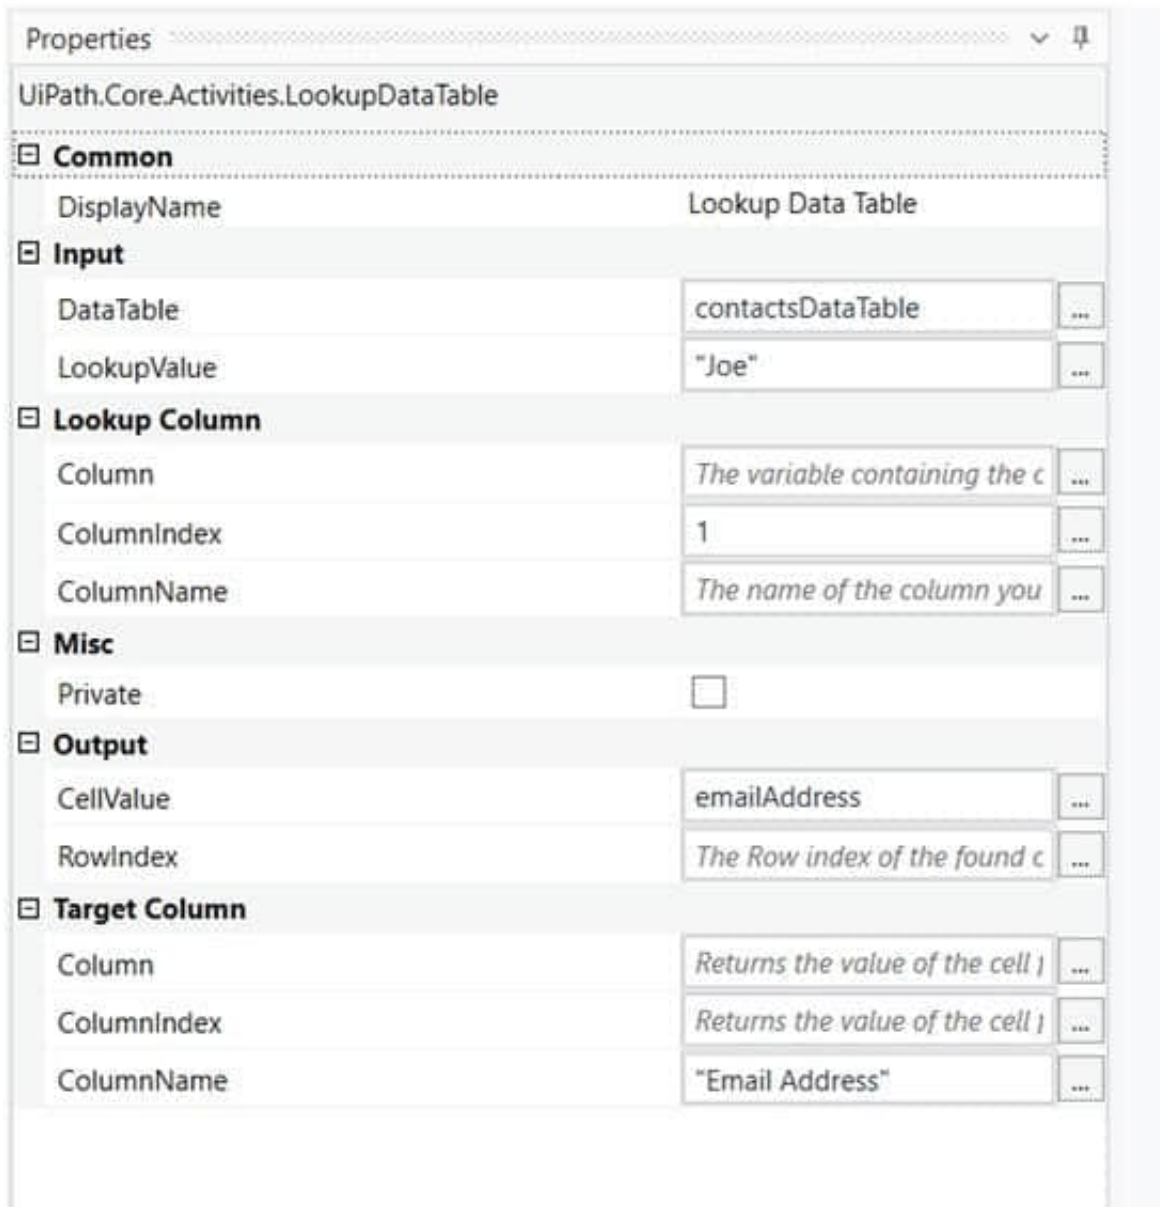 Properties
UiPath.Core.Activities.LookupDataTable
Common
DisplayName Lookup Data Table
Input
DataTable contactsDataTable ...
LookupValue "Joe" ...
Lookup Column
Column The variable containing the c ...
ColumnIndex 1 ...
ColumnName The name of the column you ...
Misc
Private
Output
CellValue emailAddress ...
RowIndex The Row index of the found c ...
Target Column
Column Returns the value of the cell ...
ColumnIndex Returns the value of the cell ...
ColumnName "Email Address" ...